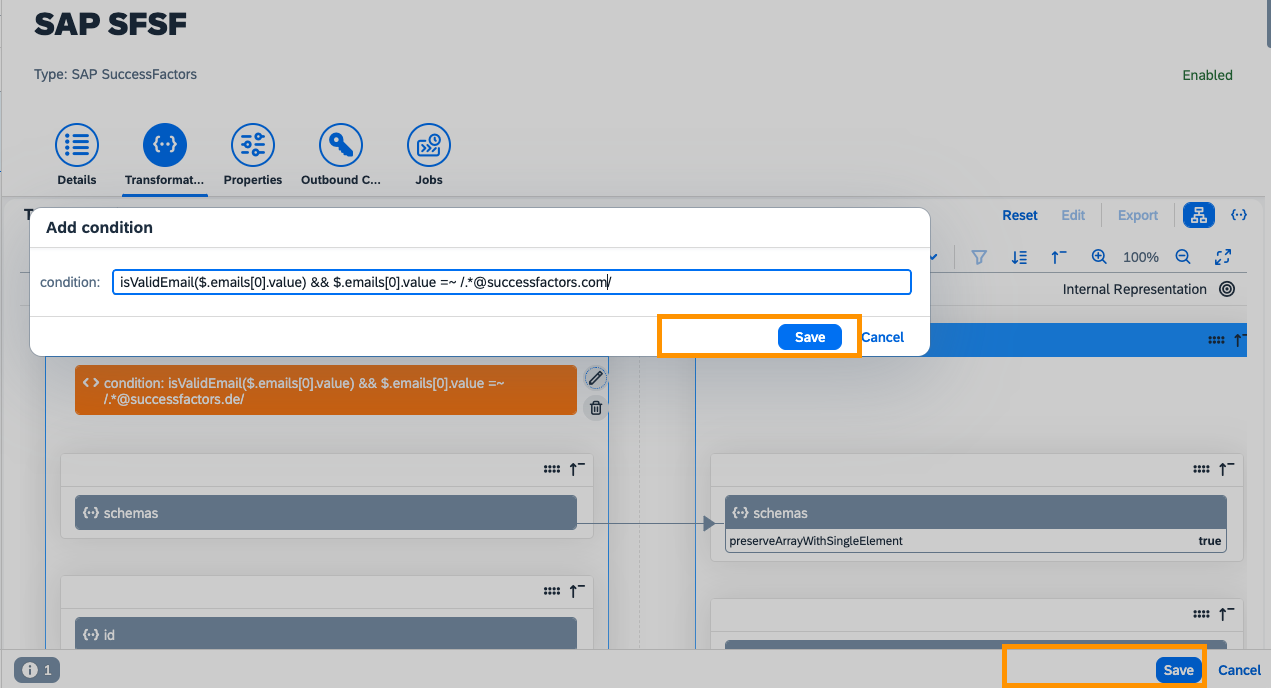 SAP SFSF
Type: SAP SuccessFactors
Enabled
Details
Transformat...
Properties
Outbound C...
Jobs
T
Reset
Edit
Export
Add condition
100%
condition: isValidEmail($.emails[0].value) && $.emails[0].value =~ /.*@successfactors.com/
Internal Representation
Save
Cancel
condition: isValidEmail($.emails[0].value) && $.emails[0].value =~
/.*@successfactors.de/
schemas
schemas
preserveArrayWithSingleElement true
id
1
Save
Cancel